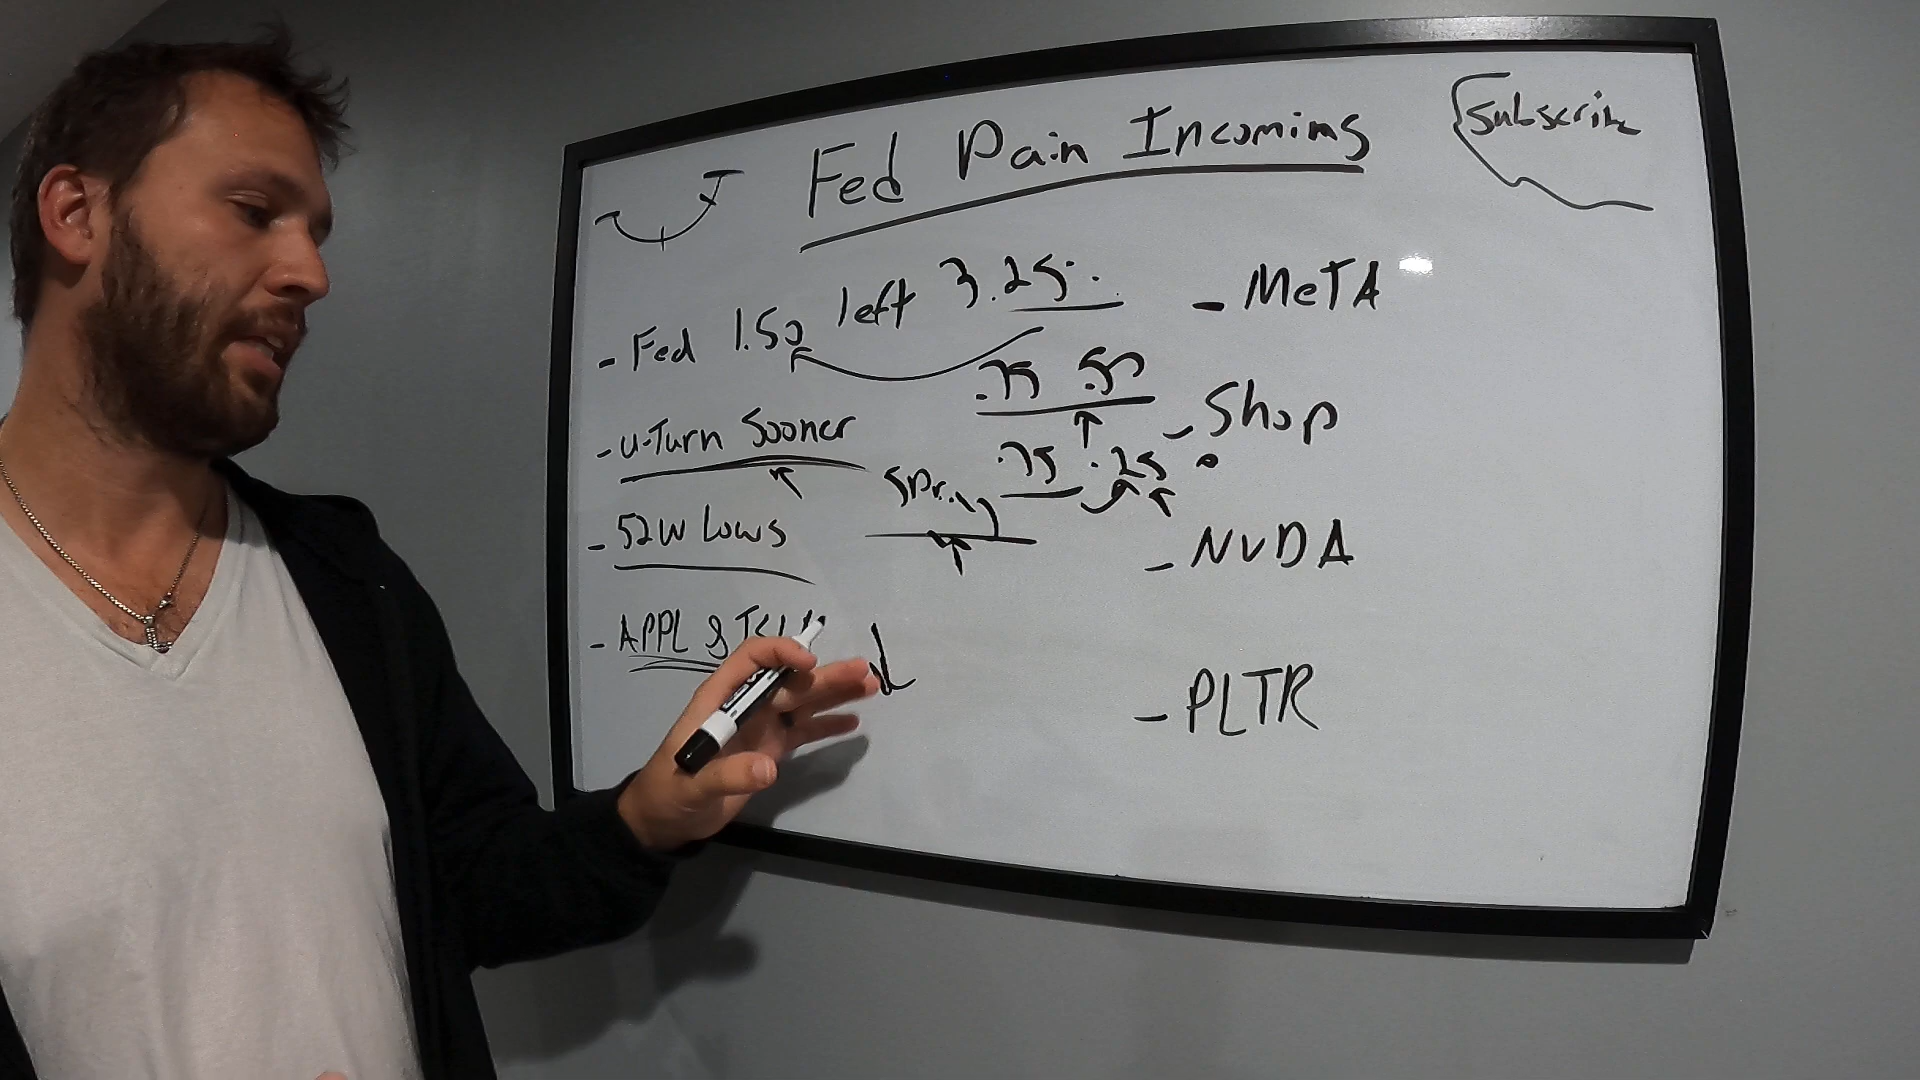 Fed Pain Incoming
Subscribe
- Fed 1.50 left 3.25%
.75 .50
- U-Turn Sooner
.75 .25
Spring
- 52W Lows
- APPL &
- META
- Shop
- NVDA
- PLTR